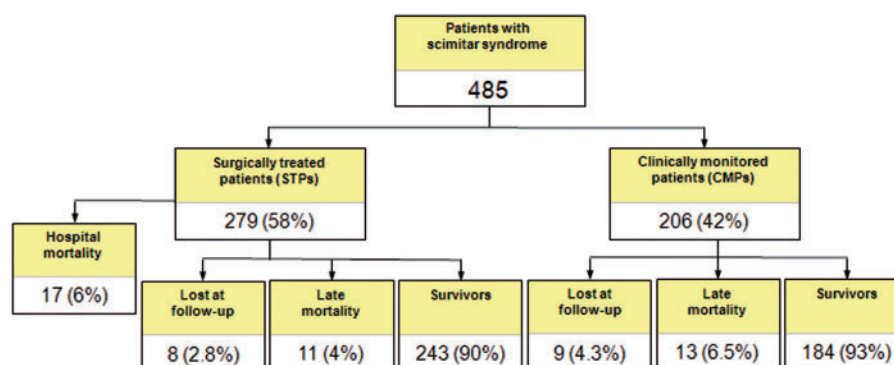 Patients with
scimitar syndrome
485
Surgically treated
patients (STPs)
279 (58%)
Clinically monitored
patients (CMPs)
206 (42%)
Hospital
mortality
17 (6%)
Lost at
follow-up
8 (2.8%)
Late
mortality
11 (4%)
Survivors
243 (90%)
Lost at
follow-up
9 (4.3%)
Late
mortality
13 (6.5%)
Survivors
184 (93%)